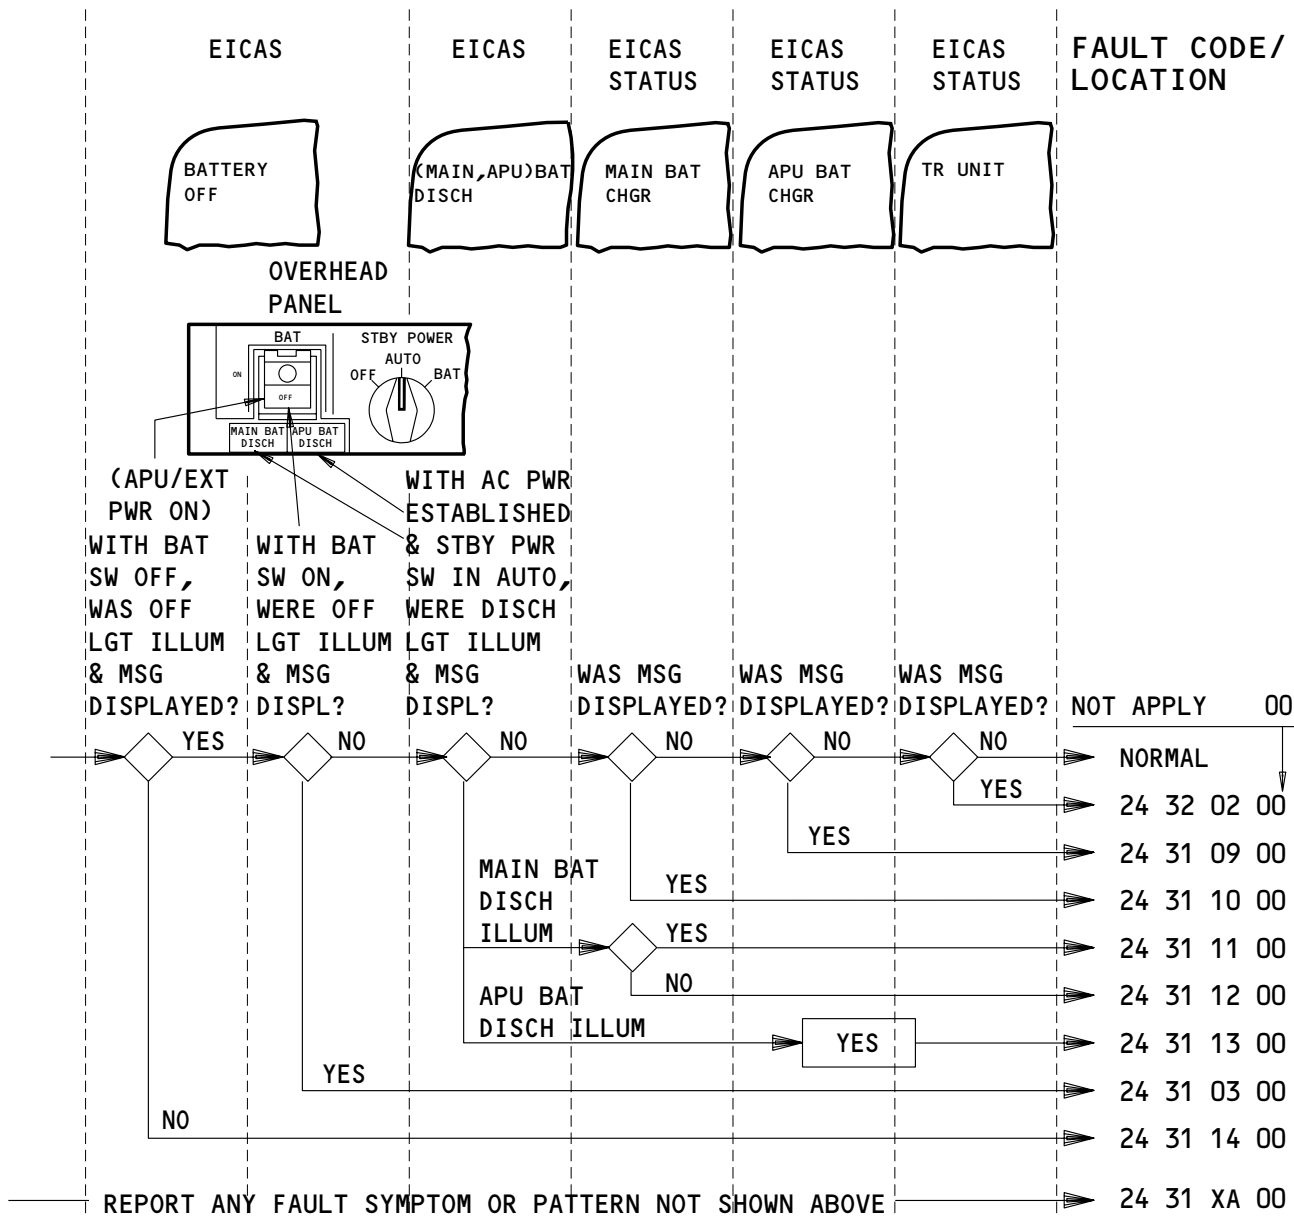 EICAS
EICAS
EICAS
STATUS
EICAS
STATUS
EICAS
STATUS
FAULT CODE/
LOCATION
BATTERY
OFF
(MAIN,APU)BAT
DISCH
MAIN BAT
CHGR
APU BAT
CHGR
TR UNIT
OVERHEAD
PANEL
BAT
ON
OFF
MAIN BAT
DISCH
APU BAT
DISCH
STBY POWER
AUTO
OFF
BAT
(APU/EXT
PWR ON)
WITH BAT
SW OFF,
WAS OFF
LGT ILLUM
& MSG
DISPLAYED?
WITH BAT
SW ON,
WERE OFF
LGT ILLUM
& MSG
DISPL?
WITH AC PWR
ESTABLISHED
& STBY PWR
SW IN AUTO,
WERE DISCH
LGT ILLUM
& MSG
DISPL?
WAS MSG
DISPLAYED?
WAS MSG
DISPLAYED?
WAS MSG
DISPLAYED?
NOT APPLY 00
YES
NO
NO
NO
NO
NO
NORMAL
YES
24 32 02 00
YES
24 31 09 00
YES
24 31 10 00
MAIN BAT
DISCH
ILLUM
YES
24 31 11 00
NO
24 31 12 00
APU BAT
DISCH ILLUM
YES
24 31 13 00
YES
24 31 03 00
NO
24 31 14 00
REPORT ANY FAULT SYMPTOM OR PATTERN NOT SHOWN ABOVE
24 31 XA 00